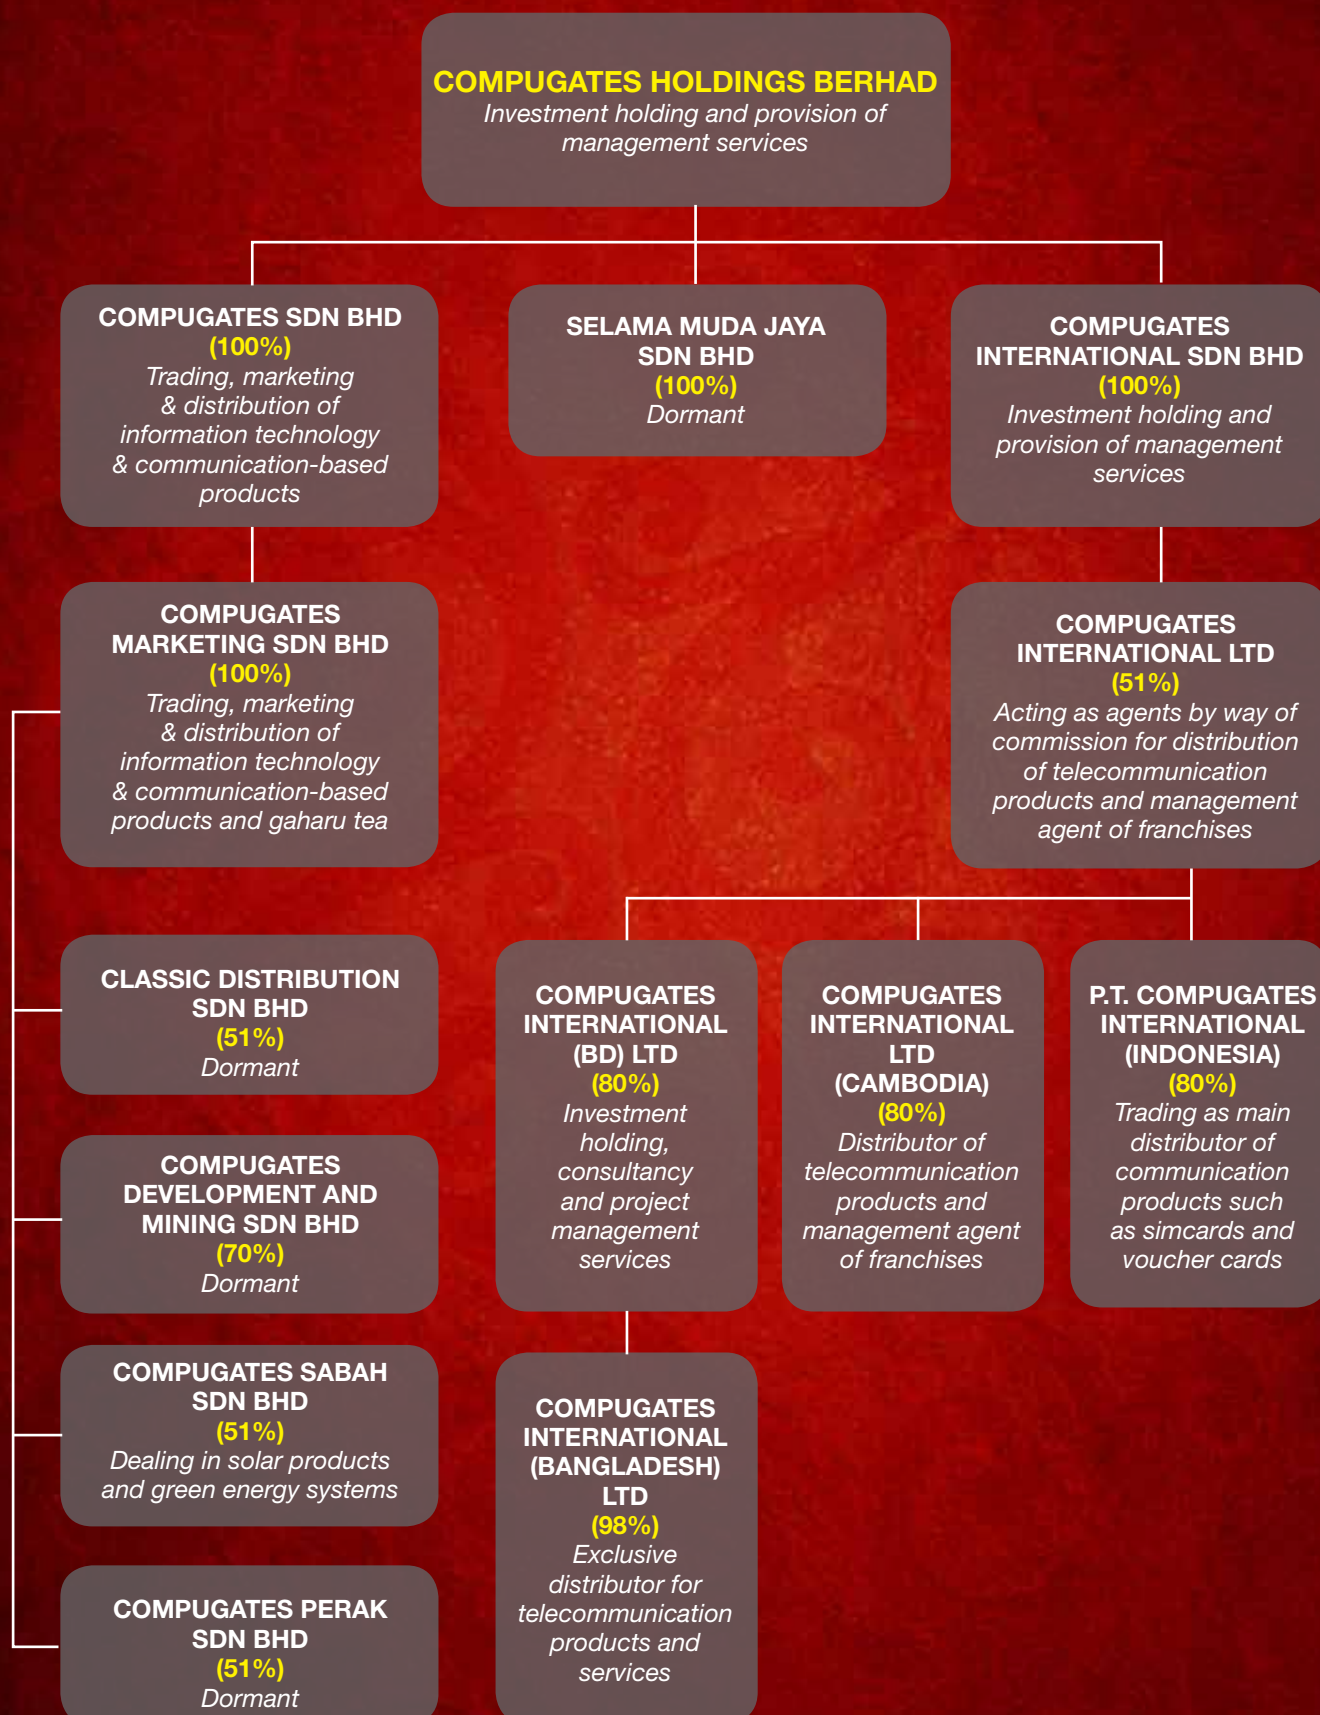 COMPUGATES HOLDINGS BERHAD
Investment holding and provision of
management services
COMPUGATES SDN BHD
(100%)
Trading, marketing
& distribution of
information technology
& communication-based
products
SELAMA MUDA JAYA
SDN BHD
(100%)
Dormant
COMPUGATES
INTERNATIONAL SDN BHD
(100%)
Investment holding and
provision of management
services
COMPUGATES
MARKETING SDN BHD
(100%)
Trading, marketing
& distribution of
information technology
& communication-based
products and gaharu tea
COMPUGATES
INTERNATIONAL LTD
(51%)
Acting as agents by way of
commission for distribution
of telecommunication
products and management
agent of franchises
CLASSIC DISTRIBUTION
SDN BHD
(51%)
Dormant
COMPUGATES
INTERNATIONAL
(BD) LTD
(80%)
Investment
holding,
consultancy
and project
management
services
COMPUGATES
INTERNATIONAL
LTD
(CAMBODIA)
(80%)
Distributor of
telecommunication
products and
management agent
of franchises
P.T. COMPUGATES
INTERNATIONAL
(INDONESIA)
(80%)
Trading as main
distributor of
communication
products such
as simcards and
voucher cards
COMPUGATES
DEVELOPMENT AND
MINING SDN BHD
(70%)
Dormant
COMPUGATES SABAH
SDN BHD
(51%)
Dealing in solar products
and green energy systems
COMPUGATES
INTERNATIONAL
(BANGLADESH)
LTD
(98%)
Exclusive
distributor for
telecommunication
products and
services
COMPUGATES PERAK
SDN BHD
(51%)
Dormant